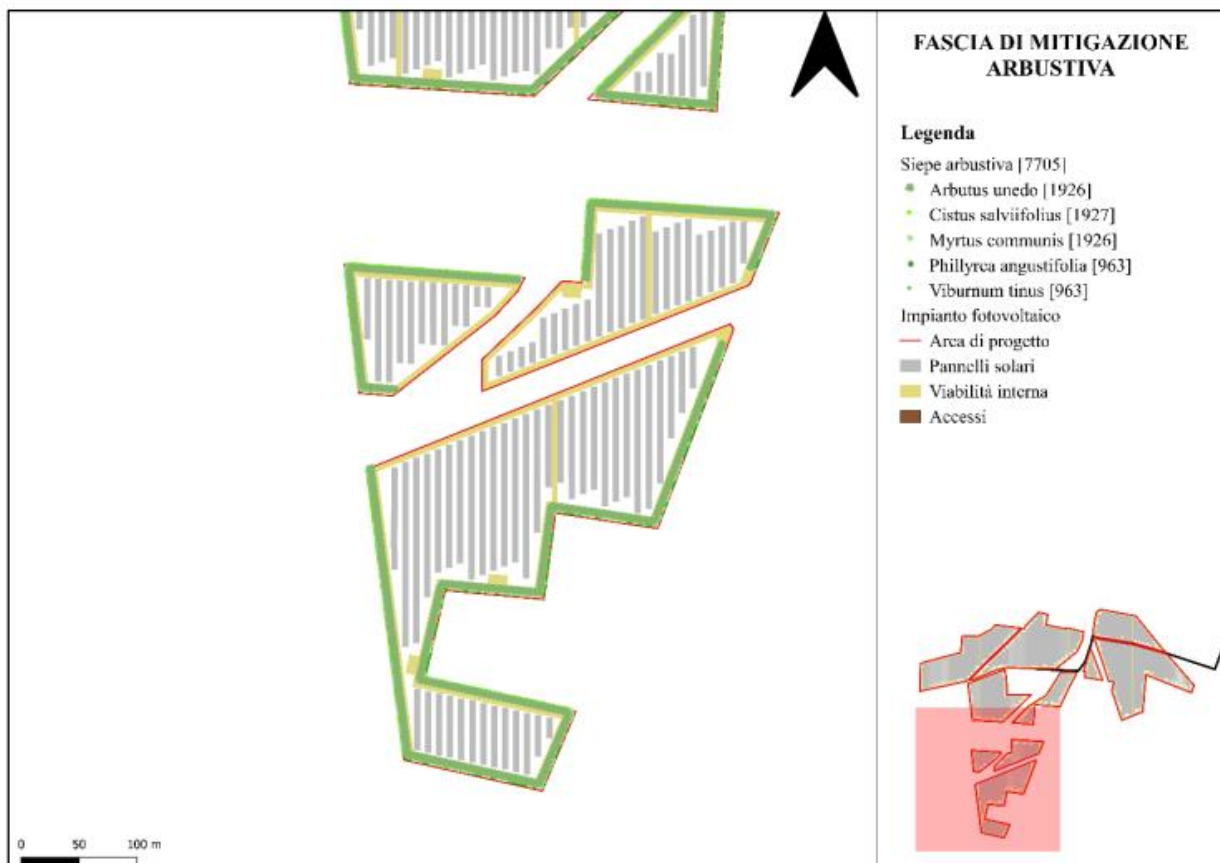 FASCIA DI MITIGAZIONE
ARBUSTIVA
Legenda
Siepe arbustiva [7705]
Arbutus unedo [1926]
Cistus salviifolius [1927]
Myrtus communis [1926]
Phillyrea angustifolia [963]
Viburnum tinus [963]
Impianto fotovoltaico
Area di progetto
Pannelli solari
Viabilità interna
Accessi
0 50 100 m